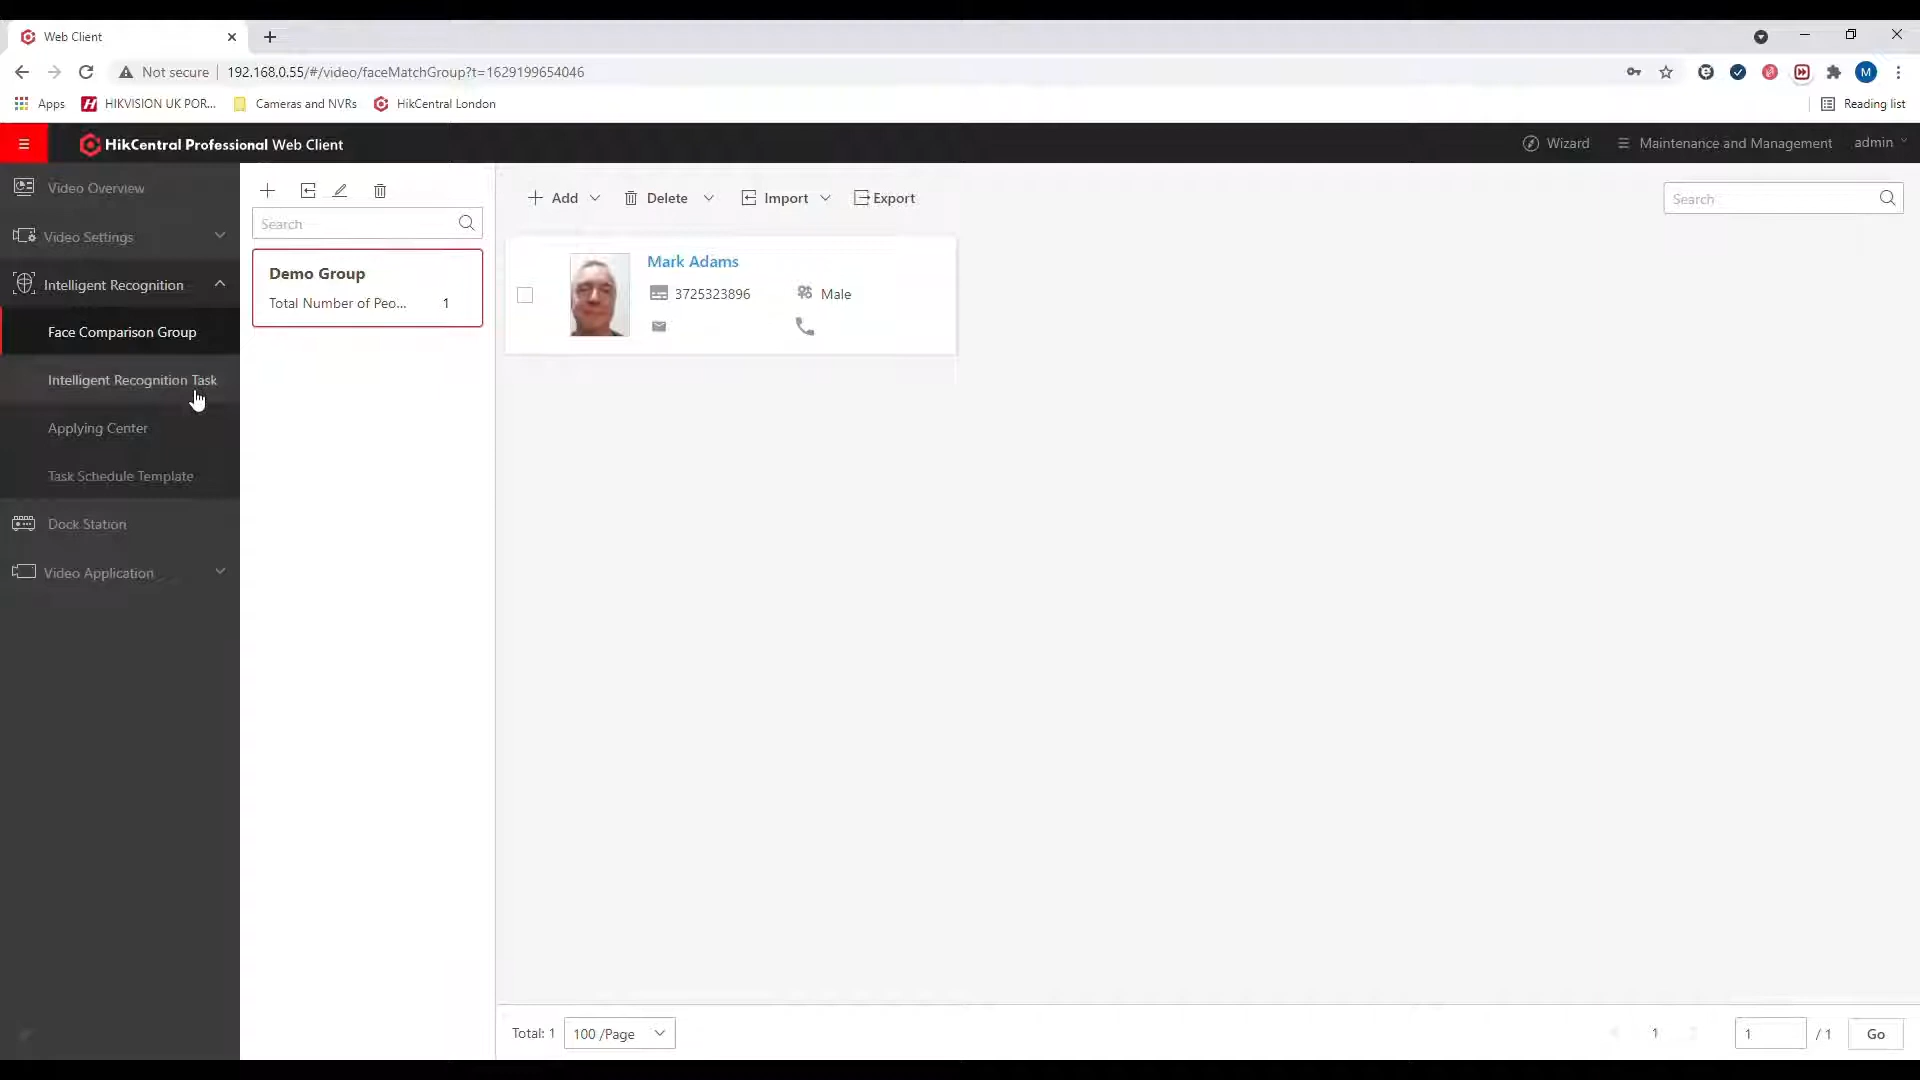 Web Client
Not secure
192.168.0.55/#/video/faceMatchGroup?t=1629199654046
M
Apps
HIKVISION UK POR...
Cameras and NVRs
HikCentral London
Reading list
HikCentral Professional Web Client
Wizard
Maintenance and Management
admin
Video Overview
Video Settings
Intelligent Recognition
Face Comparison Group
Intelligent Recognition Task
Applying Center
Task Schedule Template
Dock Station
Video Application
Search
Demo Group
Total Number of Peo... 1
Add
Delete
Import
Export
Search
Mark Adams
3725323896
Male
Total: 1
100 /Page
1
1
/ 1
Go